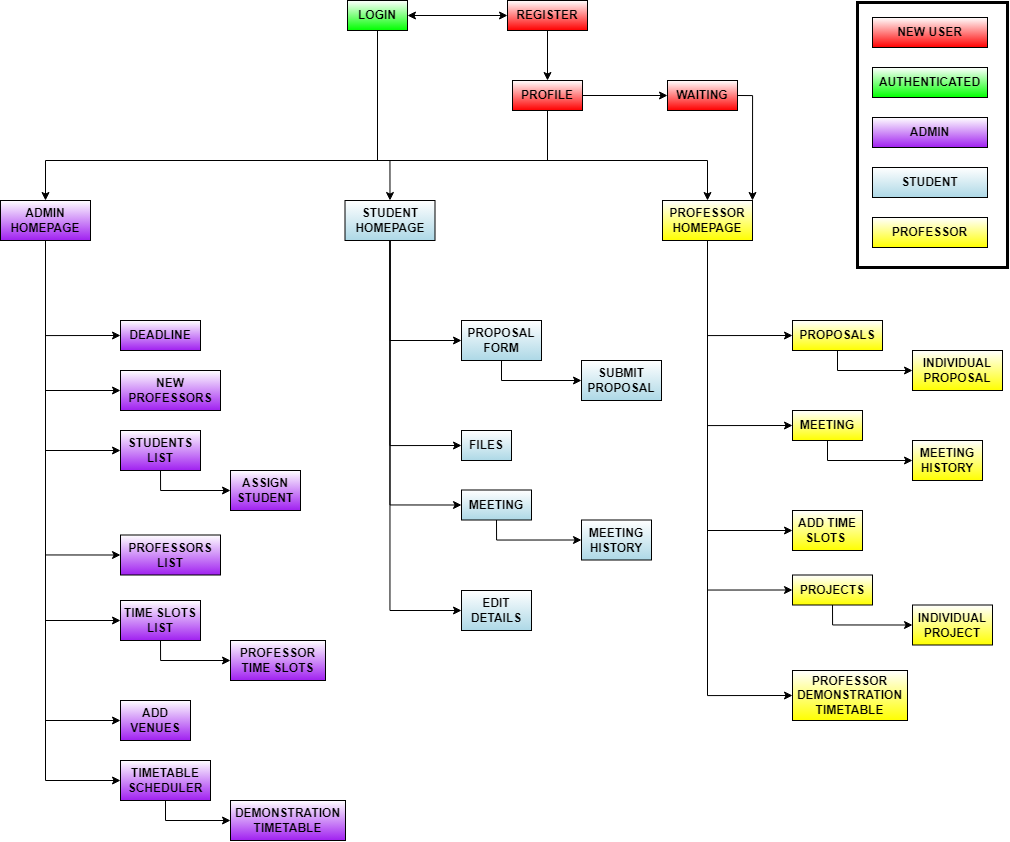 LOGIN
REGISTER
NEW USER
AUTHENTICATED
ADMIN
STUDENT
PROFESSOR
PROFILE
WAITING
ADMIN
HOMEPAGE
STUDENT
HOMEPAGE
PROFESSOR
HOMEPAGE
DEADLINE
NEW
PROFESSORS
STUDENTS
LIST
ASSIGN
STUDENT
PROFESSORS
LIST
TIME SLOTS
LIST
PROFESSOR
TIME SLOTS
ADD
VENUES
TIMETABLE
SCHEDULER
DEMONSTRATION
TIMETABLE
PROPOSAL
FORM
SUBMIT
PROPOSAL
FILES
MEETING
MEETING
HISTORY
EDIT
DETAILS
PROPOSALS
INDIVIDUAL
PROPOSAL
MEETING
MEETING
HISTORY
ADD TIME
SLOTS
PROJECTS
INDIVIDUAL
PROJECT
PROFESSOR
DEMONSTRATION
TIMETABLE